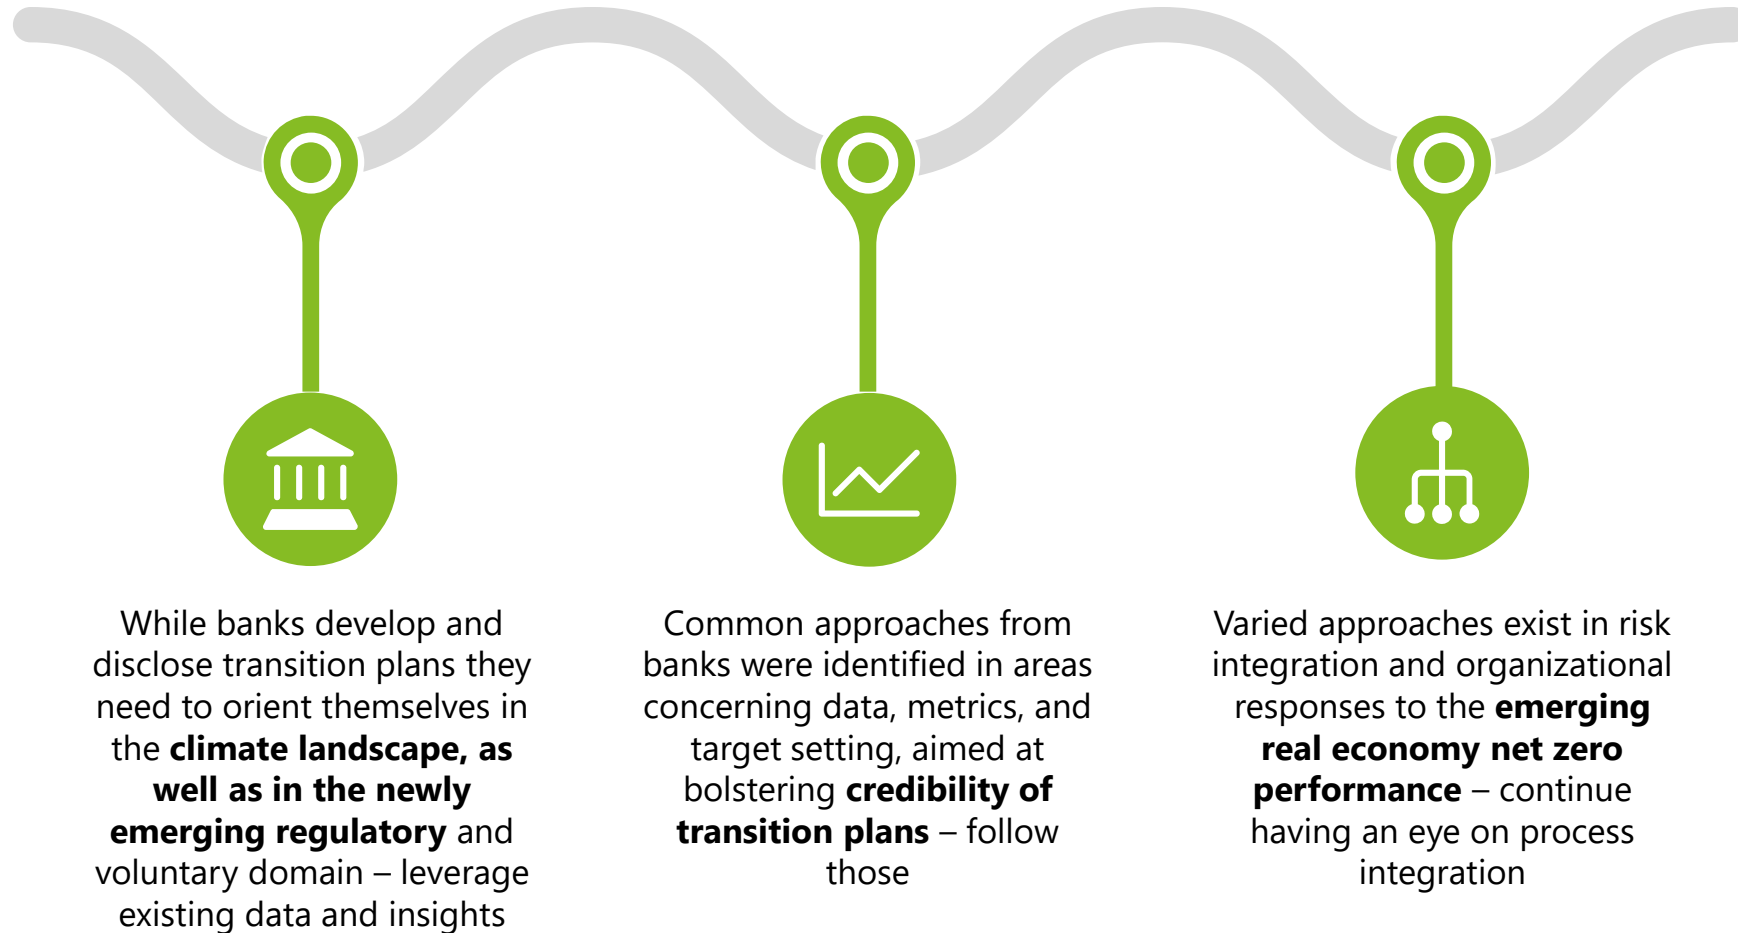 While banks develop and
disclose transition plans they
need to orient themselves in
the climate landscape, as
well as in the newly
emerging regulatory and
voluntary domain – leverage
existing data and insights
Common approaches from
banks were identified in areas
concerning data, metrics, and
target setting, aimed at
bolstering credibility of
transition plans – follow
those
Varied approaches exist in risk
integration and organizational
responses to the emerging
real economy net zero
performance – continue
having an eye on process
integration